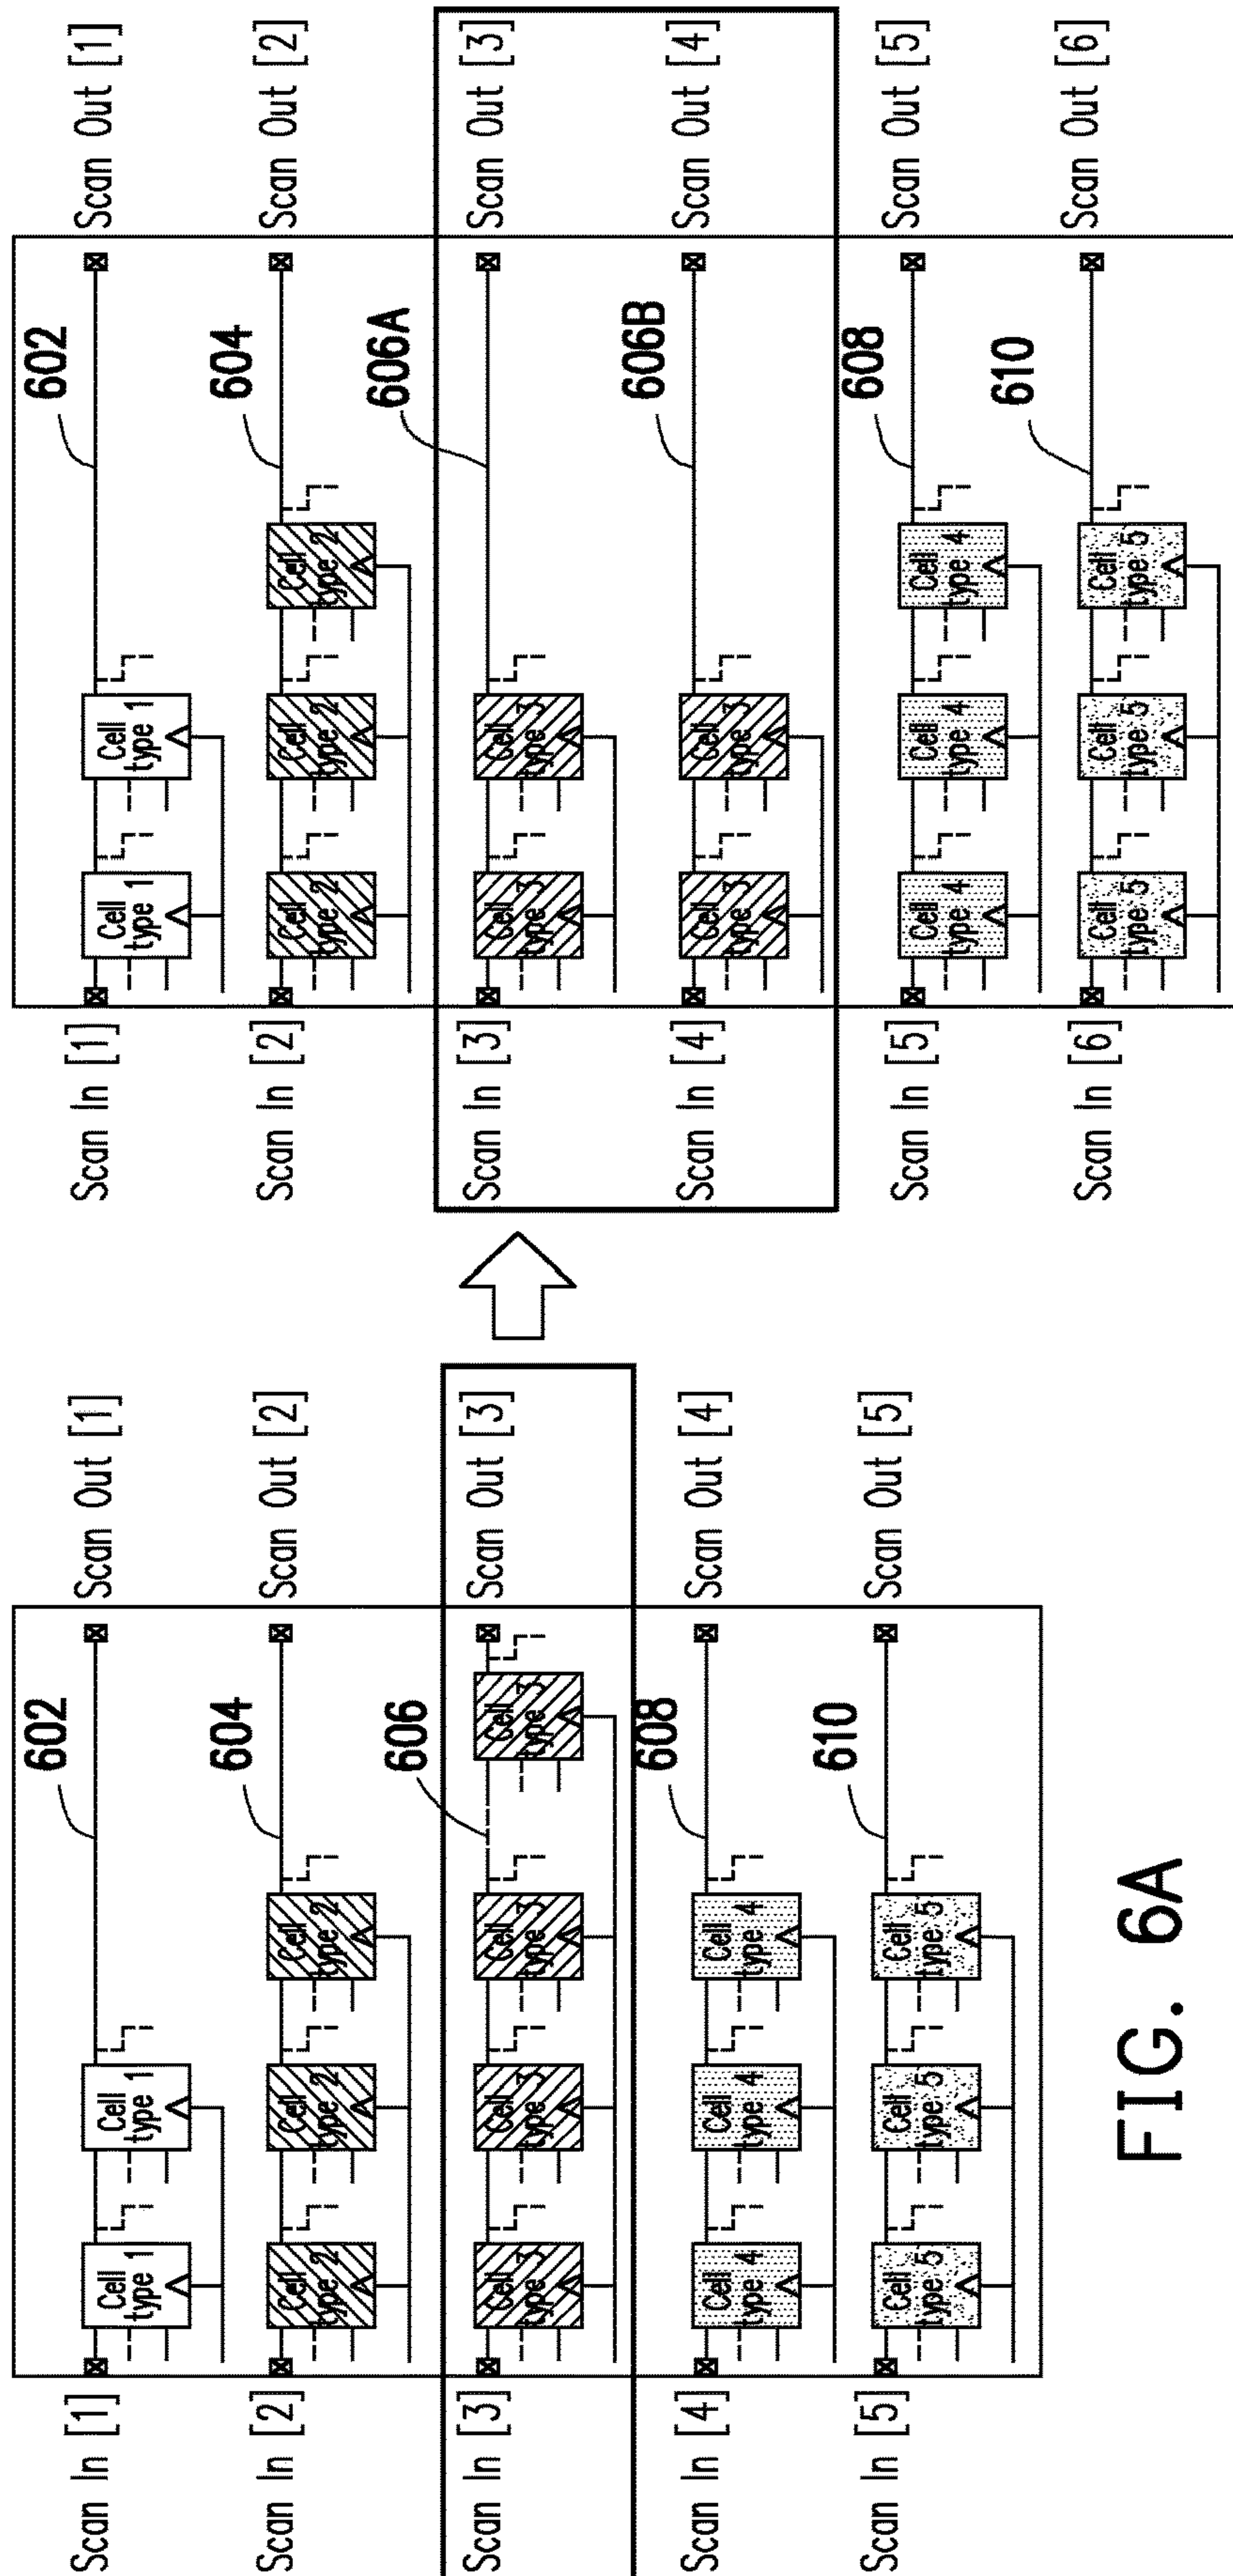 602
Scan In [1]
Cell
type 1
Cell
type 1
Scan Out [1]
604
Scan In [2]
Cell
type 2
Cell
type 2
Cell
type 2
Scan Out [2]
606
Scan In [3]
Cell
type 3
Cell
type 3
Cell
type 3
Cell
type 3
Scan Out [3]
608
Scan In [4]
Cell
type 4
Cell
type 4
Scan Out [4]
610
Scan In [5]
Cell
type 5
Cell
type 5
Cell
type 5
Scan Out [5]
602
Scan In [1]
Cell
type 1
Cell
type 1
Scan Out [1]
604
Scan In [2]
Cell
type 2
Cell
type 2
Cell
type 2
Scan Out [2]
606A
Scan In [3]
Cell
type 3
Cell
type 3
Scan Out [3]
606B
Scan In [4]
Cell
type 3
Cell
type 3
Scan Out [4]
608
Scan In [5]
Cell
type 4
Cell
type 4
Cell
type 4
Scan Out [5]
610
Scan In [6]
Cell
type 5
Cell
type 5
Cell
type 5
Scan Out [6]
FIG. 6A